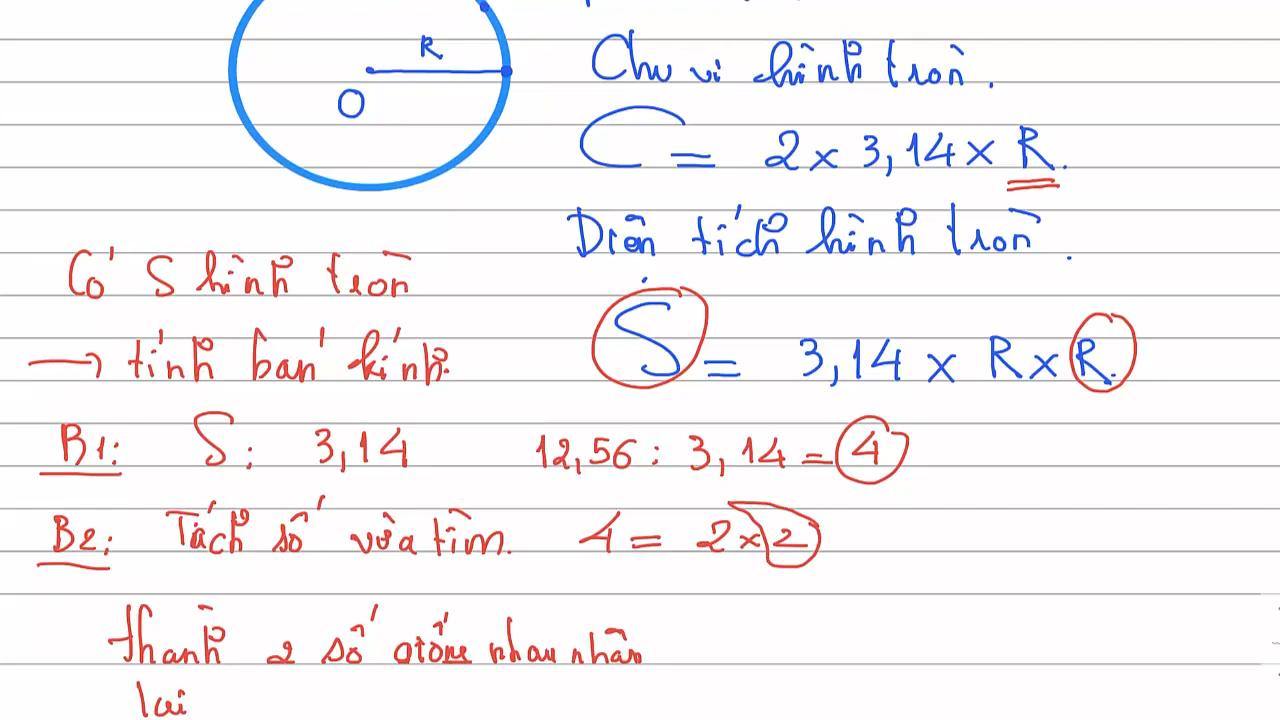 R
O
Chu vi hình tròn.
C = 2 x 3,14 x R.
Diện tích hình tròn.
S = 3,14 x R x R.
Có S hình tròn
→ tính bán kính.
B1: S : 3,14 12,56 : 3,14 = 4
B2: Tách số vừa tìm. 4 = 2 x 2
thành 2 số giống nhau nhân
lại